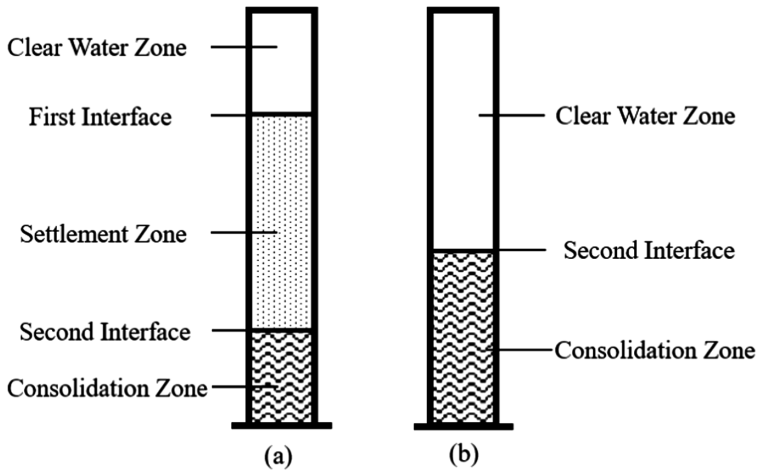 Clear Water Zone
First Interface
Settlement Zone
Second Interface
Consolidation Zone
(a)
Clear Water Zone
Second Interface
Consolidation Zone
(b)